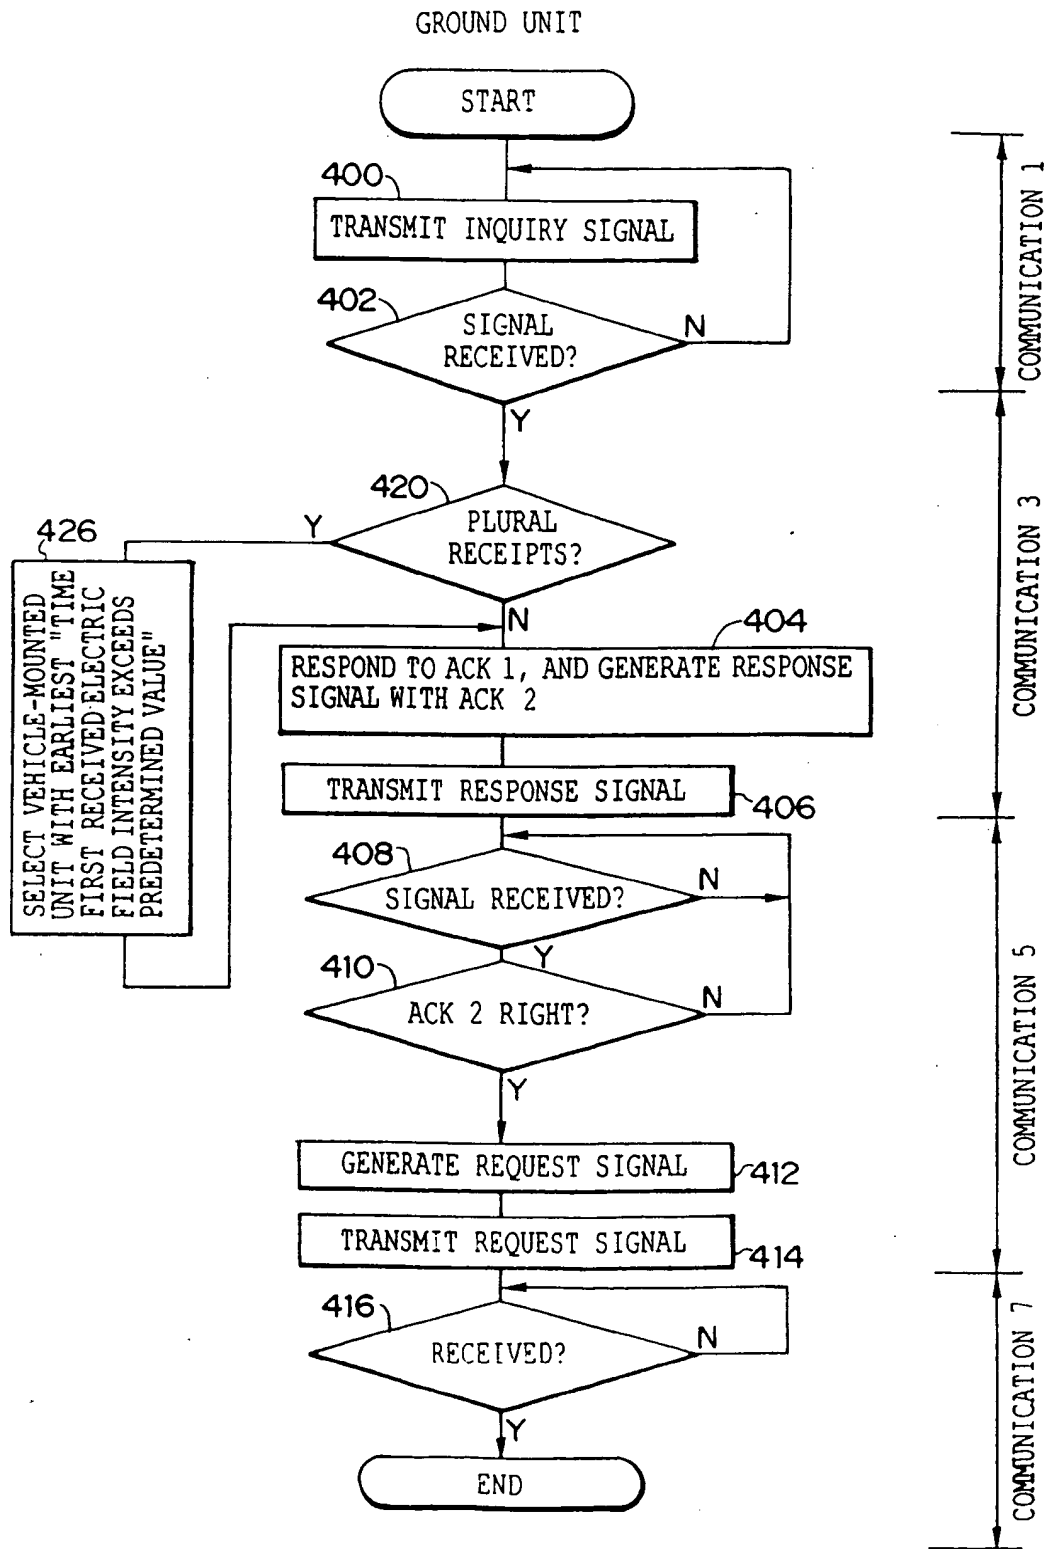 GROUND UNIT
START
400
TRANSMIT INQUIRY SIGNAL
402
SIGNAL
RECEIVED?
N
Y
COMMUNICATION 1
420
PLURAL
RECEIPTS?
Y
N
426
SELECT VEHICLE-MOUNTED
UNIT WITH EARLIEST "TIME
FIRST RECEIVED ELECTRIC
FIELD INTENSITY EXCEEDS
PREDETERMINED VALUE"
404
RESPOND TO ACK 1, AND GENERATE RESPONSE
SIGNAL WITH ACK 2
TRANSMIT RESPONSE SIGNAL
406
COMMUNICATION 3
408
SIGNAL RECEIVED?
N
Y
410
ACK 2 RIGHT?
N
Y
GENERATE REQUEST SIGNAL
412
TRANSMIT REQUEST SIGNAL
414
COMMUNICATION 5
416
RECEIVED?
N
Y
END
COMMUNICATION 7